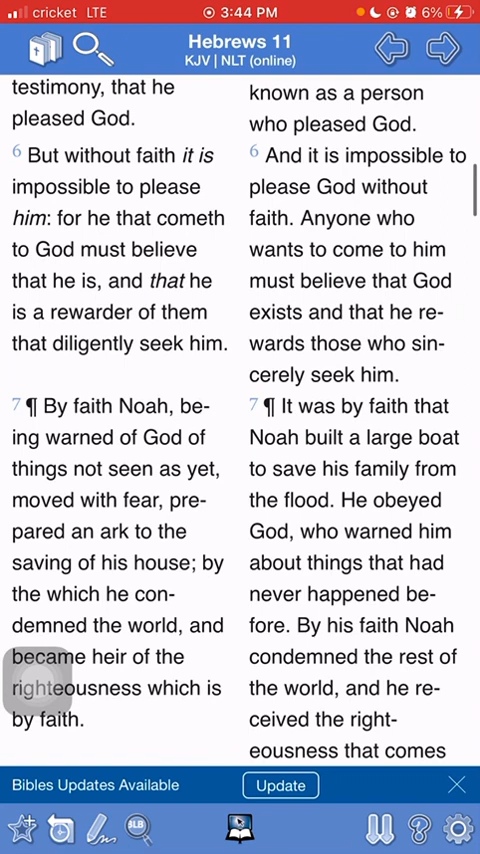 cricket LTE 3:44 PM 6%
Hebrews 11
KJV | NLT (online)
testimony, that he
pleased God.
6 But without faith it is
impossible to please
him: for he that cometh
to God must believe
that he is, and that he
is a rewarder of them
that diligently seek him.
7 ¶ By faith Noah, be-
ing warned of God of
things not seen as yet,
moved with fear, pre-
pared an ark to the
saving of his house; by
the which he con-
demned the world, and
became heir of the
righteousness which is
by faith.
known as a person
who pleased God.
6 And it is impossible to
please God without
faith. Anyone who
wants to come to him
must believe that God
exists and that he re-
wards those who sin-
cerely seek him.
7 ¶ It was by faith that
Noah built a large boat
to save his family from
the flood. He obeyed
God, who warned him
about things that had
never happened be-
fore. By his faith Noah
condemned the rest of
the world, and he re-
ceived the right-
eousness that comes
Bibles Updates Available
Update
BLB